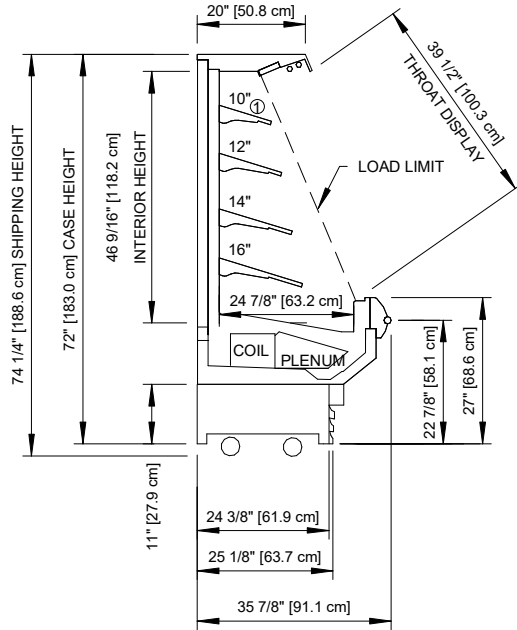 20" [50.8 cm]
39 1/2" [100.3 cm]
THROAT DISPLAY
74 1/4" [188.6 cm] SHIPPING HEIGHT
72" [183.0 cm] CASE HEIGHT
46 9/16" [118.2 cm]
INTERIOR HEIGHT
10" ①
12"
14"
16"
LOAD LIMIT
24 7/8" [63.2 cm]
COIL
PLENUM
22 7/8" [58.1 cm]
27" [68.6 cm]
11" [27.9 cm]
24 3/8" [61.9 cm]
25 1/8" [63.7 cm]
35 7/8" [91.1 cm]